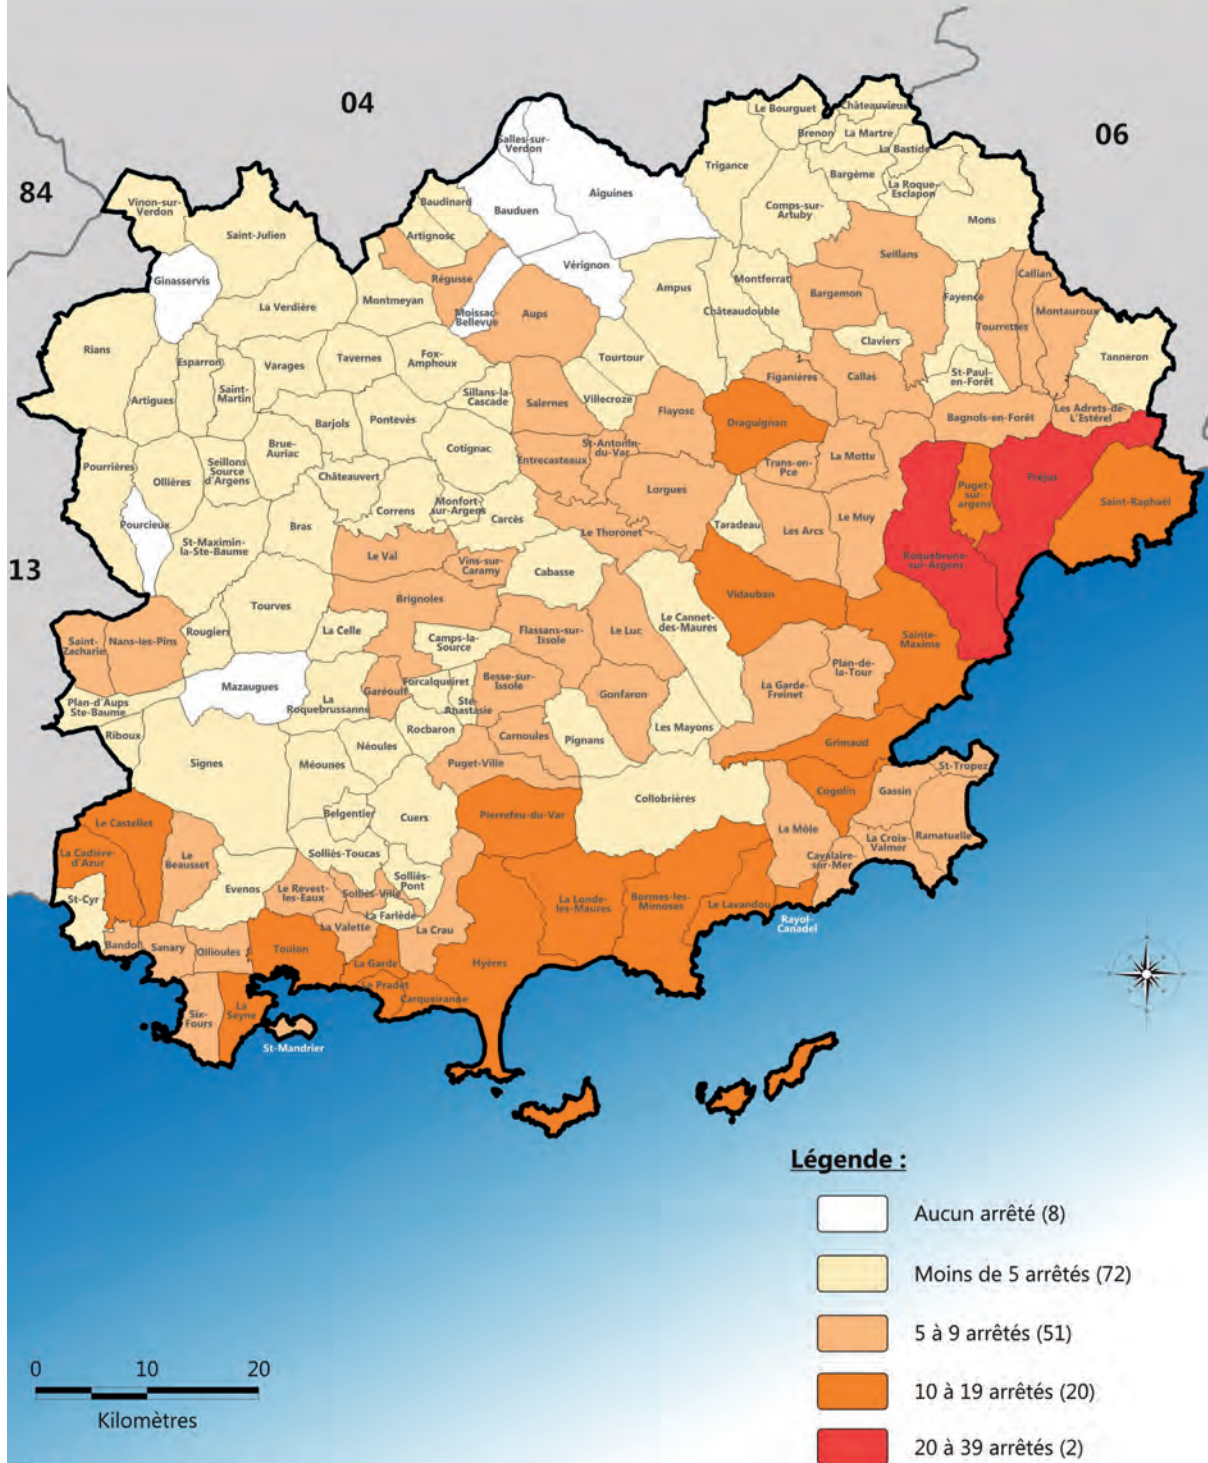 04
06
84
13
Le Bourguet
Châteauvieux
Brenon
La Martre
La Bastide
Salles-sur-
Verdon
Trigance
Bargème
La Roque-
Esclapon
Aiguines
Vinon-sur-
Verdon
Baudinard
Bauduen
Comps-sur-
Artuby
Mons
Saint-Julien
Artignosc
Seillans
Vérignon
Ginasservis
Régusse
Montferrat
Callian
Ampus
Bargemon
Fayence
La Verdière
Montmeyan
Moissac-
Bellevue
Aups
Châteaudouble
Tourrettes
Montauroux
Rians
Claviers
Tanneron
Esparron
Varages
Tavernes
Fox-
Amphoux
Tourtour
1
St-Paul-
en-Forêt
Figanières
Callas
Artigues
Saint-
Martin
Sillans-la-
Cascade
Villecroze
2
Salernes
Flayosc
Les Adrets-de-
L'Estérel
Barjols
Pontevès
Draguignan
Bagnols-en-Forêt
Brue-
Auriac
Cotignac
St-Antonin-
du-Var
Pourrières
Ollières
Seillons
Source
d'Argens
Entrecasteaux
Trans-en-
Pce
La Motte
Châteauvert
Fréjus
Lorgues
Puget-
sur-
argens
Saint-Raphaël
Monfort-
sur-Argens
Correns
Carcès
Pourcieux
Bras
Taradeau
Les Arcs
Le Muy
St-Maximin-
la-Ste-Baume
Le Thoronet
Le Val
Vins-sur-
Caramy
Roquebrune-
sur-Argens
Cabasse
Vidauban
Brignoles
Tourves
Le Cannet-
des-Maures
Saint-
Zacharie
Nans-les-Pins
Rougiers
La Celle
Camps-la-
Source
Flassans-sur-
Issole
Le Luc
Sainte-
Maxime
Plan-de-
la-Tour
Mazaugues
Garéoult
Forcalqueiret
Besse-sur-
Issole
La Garde-
Freinet
Plan-d'Aups
Ste-Baume
La
Roquebrussanne
Ste-
Anastasie
Gonfaron
Rocbaron
Les Mayons
Riboux
Carnoules
Pignans
Grimaud
Signes
Néoules
Méounes
Puget-Ville
St-Tropez
Cogolin
Gassin
Collobrières
Belgentier
Cuers
Pierrefeu-du-Var
Le Castellet
La Môle
La Croix-
Valmer
Ramatuelle
La Cadière-
d'Azur
Le
Beausset
Solliès-Toucas
Cavalaire-
sur-Mer
Solliès-
Pont
Evenos
Le Revest-
les-Eaux
Solliès-Ville
St-Cyr
La Londe-
les-Maures
Bormes-les-
Mimosas
Le Lavandou
La Farlède
Rayol-
Canadel
La Valette
La Crau
Bandol
Sanary
Ollioules
Toulon
La Garde
Hyères
Le Pradet
Carqueiranne
Six-
Fours
La
Seyne
St-Mandrier
Légende :
Aucun arrêté (8)
Moins de 5 arrêtés (72)
5 à 9 arrêtés (51)
10 à 19 arrêtés (20)
20 à 39 arrêtés (2)
0 10 20
Kilomètres